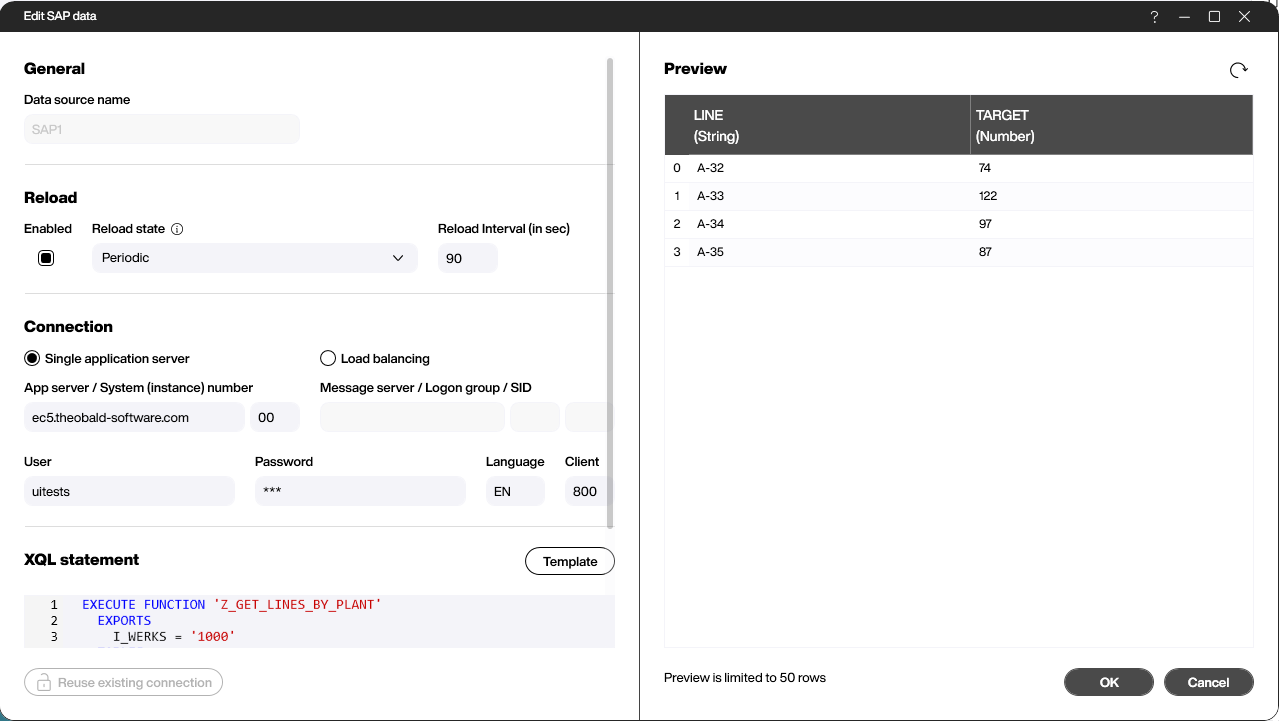 Edit SAP data
General
Data source name
SAP1
Reload
Enabled
Reload state
Reload Interval (in sec)
Periodic
90
Connection
Single application server
Load balancing
App server / System (instance) number
Message server / Logon group / SID
ec5.theobald-software.com
00
User
Password
Language
Client
uitests
***
EN
800
XQL statement
Template
1 EXECUTE FUNCTION 'Z_GET_LINES_BY_PLANT'
2 EXPORTS
3 I_WERKS = '1000'
Reuse existing connection
Preview
LINE
(String)
TARGET
(Number)
0 A-32 74
1 A-33 122
2 A-34 97
3 A-35 87
Preview is limited to 50 rows
OK
Cancel